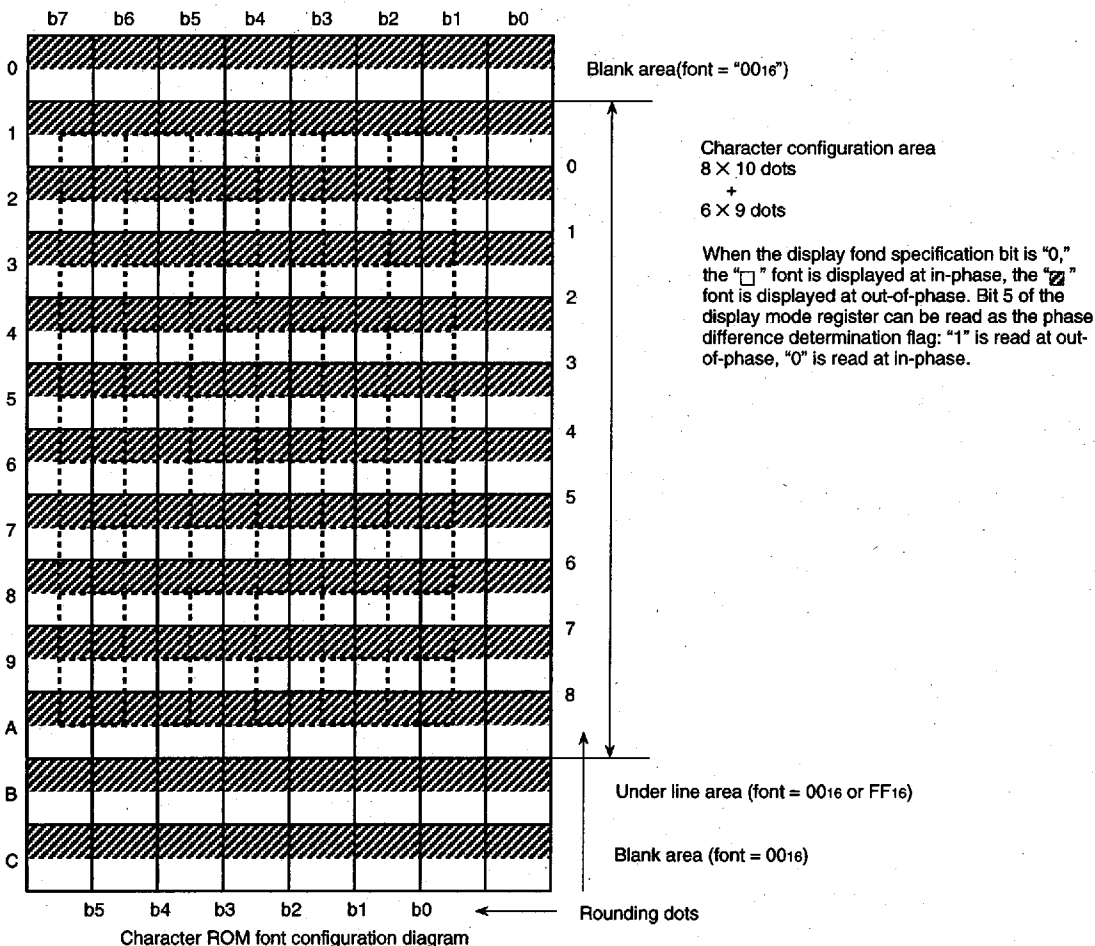 b7 b6 b5 b4 b3 b2 b1 b0
0
Blank area(font = “0016”)
1
Character configuration area
0
8 × 10 dots
+
2
6 × 9 dots
1
3
When the display fond specification bit is “0,”
the “□ ” font is displayed at in-phase, the “▨ ”
2
font is displayed at out-of-phase. Bit 5 of the
display mode register can be read as the phase
4
difference determination flag: “1” is read at out-
of-phase, “0” is read at in-phase.
3
5
4
6
5
7
6
8
7
9
8
A
B
Under line area (font = 0016 or FF16)
C
Blank area (font = 0016)
b5 b4 b3 b2 b1 b0
Rounding dots
Character ROM font configuration diagram